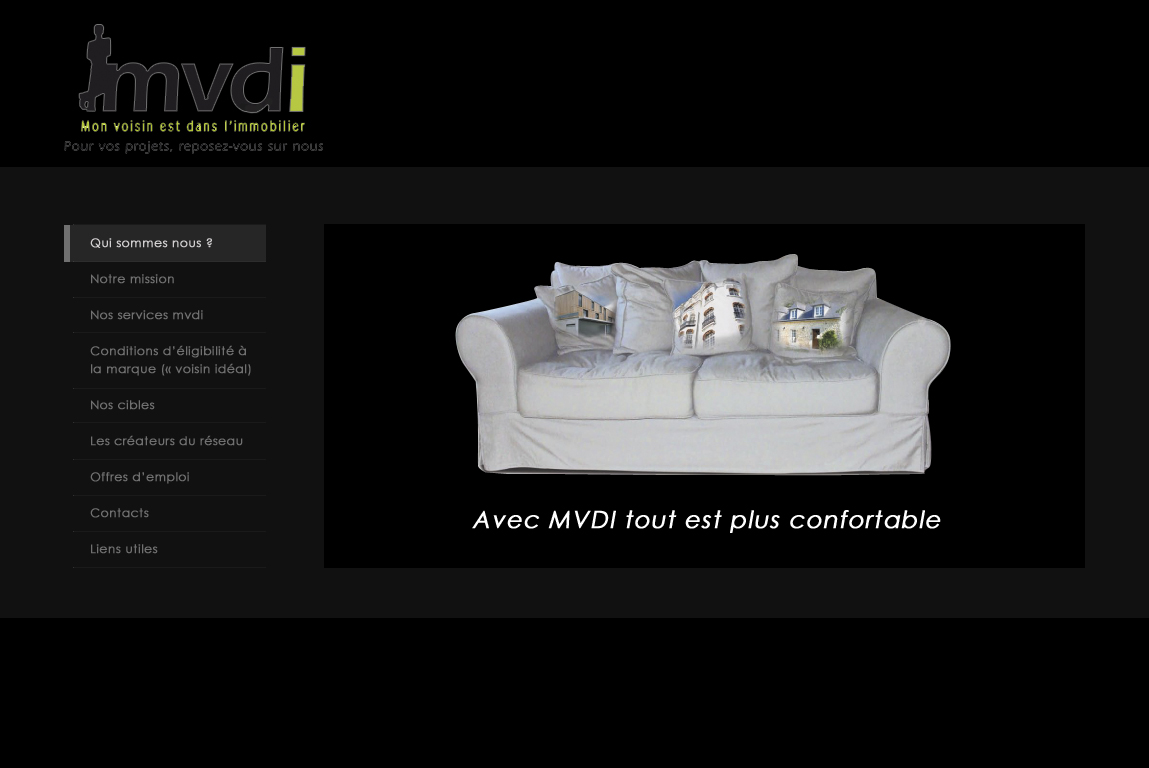 mvdi
Mon voisin est dans l'immobilier
Pour vos projets, reposez-vous sur nous
Qui sommes nous ?
Notre mission
Nos services mvdi
Conditions d'éligibilité à
la marque (« voisin idéal)
Nos cibles
Les créateurs du réseau
Offres d'emploi
Contacts
Liens utiles
Avec MVDI tout est plus confortable